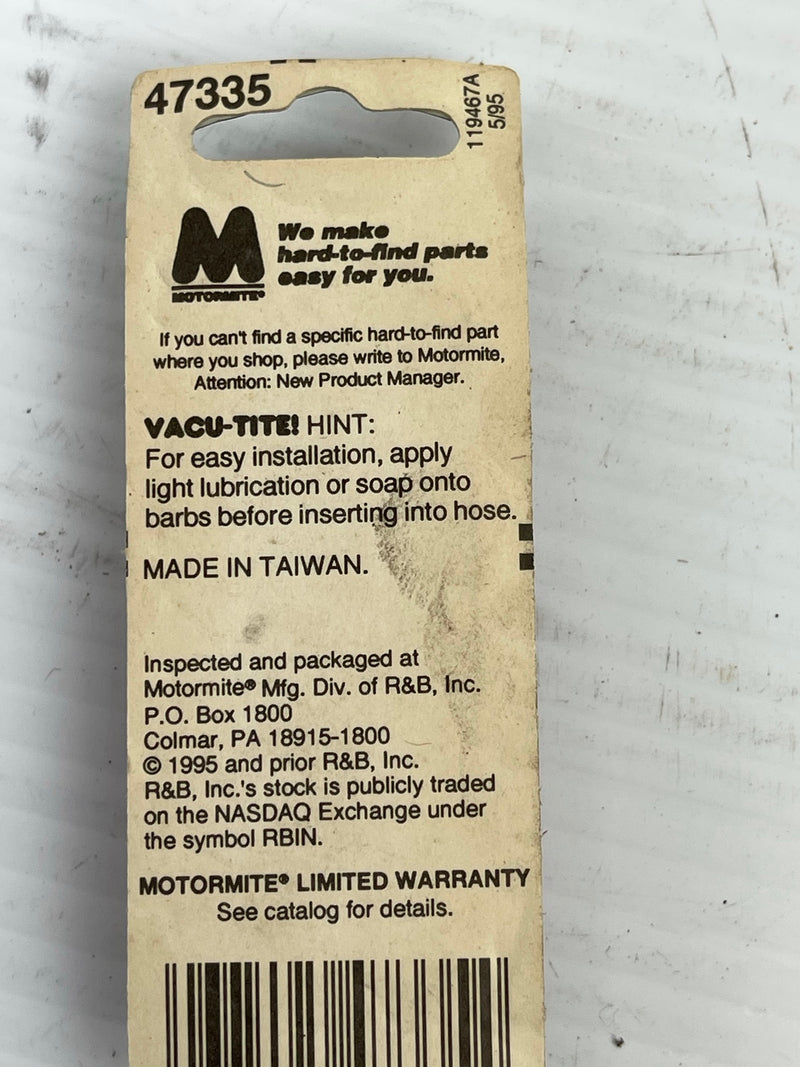 47335
119467A
5/95
MOTORMITE®
We make
hard-to-find parts
easy for you.
If you can't find a specific hard-to-find part
where you shop, please write to Motormite,
Attention: New Product Manager.
VACU-TITE! HINT:
For easy installation, apply
light lubrication or soap onto
barbs before inserting into hose.
MADE IN TAIWAN.
Inspected and packaged at
Motormite® Mfg. Div. of R&B, Inc.
P.O. Box 1800
Colmar, PA 18915-1800
© 1995 and prior R&B, Inc.
R&B, Inc.'s stock is publicly traded
on the NASDAQ Exchange under
the symbol RBIN.
MOTORMITE® LIMITED WARRANTY
See catalog for details.